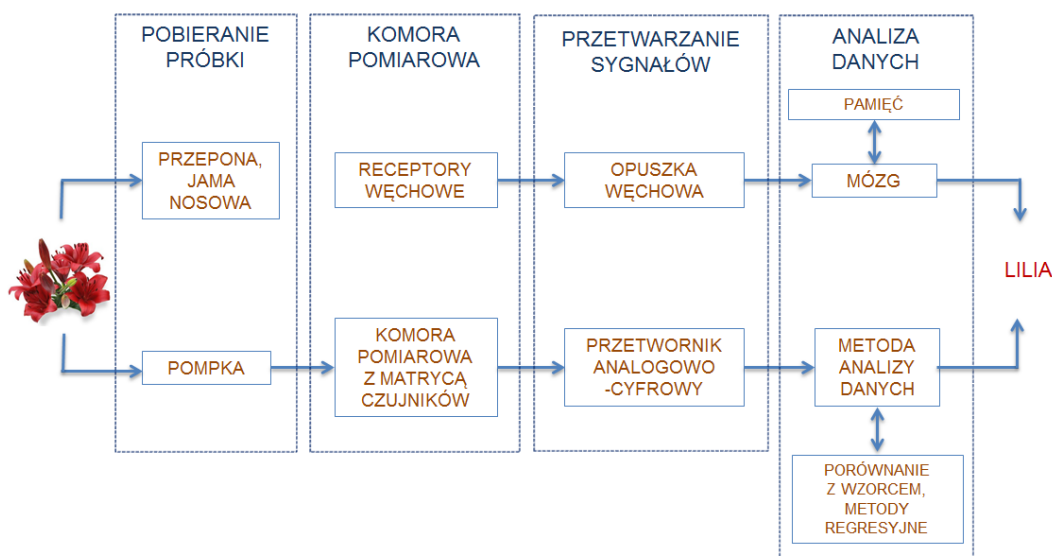 POBIERANIE
PRÓBKI
KOMORA
POMIAROWA
PRZETWARZANIE
SYGNAŁÓW
ANALIZA
DANYCH
PAMIĘĆ
PRZEPONA,
JAMA
NOSOWA
RECEPTORY
WĘCHOWE
OPUSZKA
WĘCHOWA
MÓZG
LILIA
POMPKA
KOMORA
POMIAROWA
Z MATRYCĄ
CZUJNIKÓW
PRZETWORNIK
ANALOGOWO
-CYFROWY
METODA
ANALIZY
DANYCH
PORÓWNANIE
Z WZORCEM,
METODY
REGRESYJNE